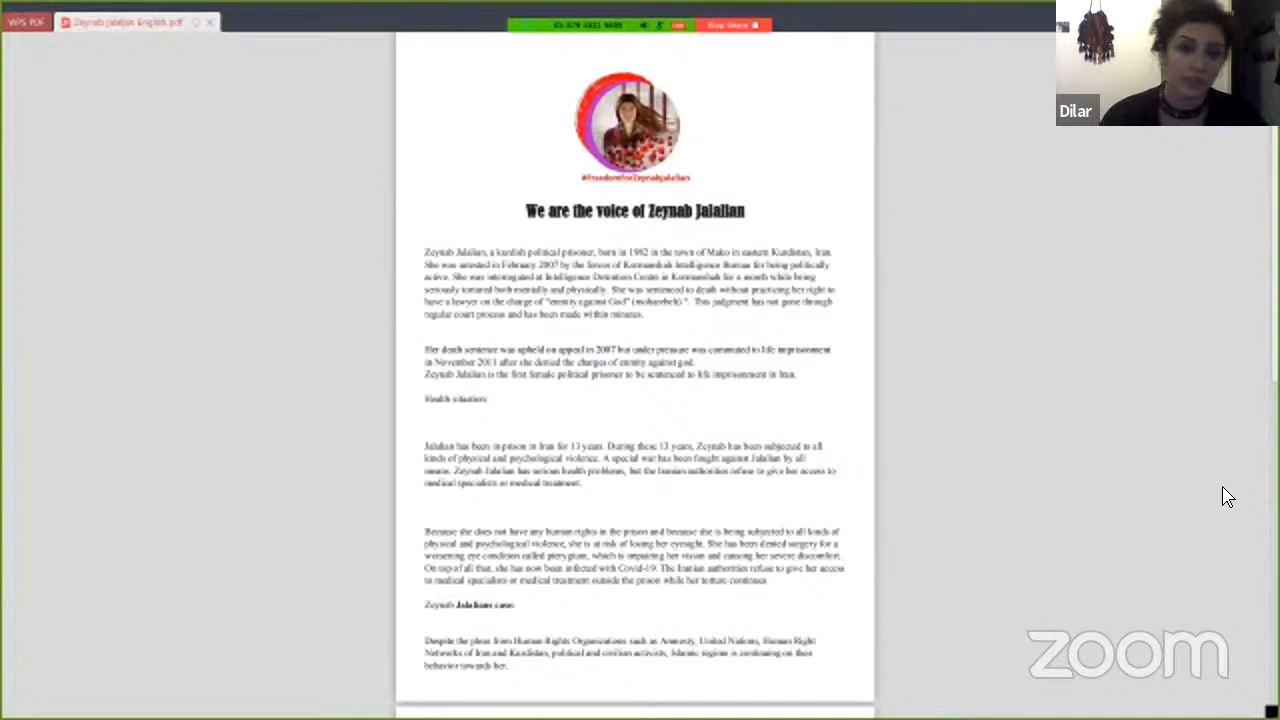 WPS PDF
Zeynab Jalalian English.pdf
Stop Share
Dilar
#freedomforZeynabJalalian
We are the voice of Zeynab Jalalian
Zeynab Jalalian, a kurdish political prisoner, born in 1982 in the town of Mako in eastern Kurdistan, Iran.
She was arrested in February 2007 by the forces of Kermanshah Intelligence Bureau for being politically
active. She was interrogated at Intelligence Detention Centre in Kermanshah for a month while being
seriously tortured both mentally and physically. She was sentenced to death without practicing her right to
have a lawyer on the charge of "enmity against God" (moharebeh) ". This judgment has not gone through
regular court process and has been made within minutes.
Her death sentence was upheld on appeal in 2007 but under pressure was commuted to life imprisonment
in November 2011 after she denied the charges of enmity against god.
Zeynab Jalalian is the first female political prisoner to be sentenced to life imprisonment in Iran.
Health situation:
Jalalian has been in prison in Iran for 13 years. During these 13 years, Zeynab has been subjected to all
kinds of physical and psychological violence. A special war has been fought against Jalalian by all
means. Zeynab Jalalian has serious health problems, but the Iranian authorities refuse to give her access to
medical specialists or medical treatment.
Because she does not have any human rights in the prison and because she is being subjected to all kinds of
physical and psychological violence, she is at risk of losing her eyesight. She has been denied surgery for a
worsening eye condition called pterygium, which is impairing her vision and causing her severe discomfort.
On top of all that, she has now been infected with Covid-19. The Iranian authorities refuse to give her access
to medical specialists or medical treatment outside the prison while her torture continues.
Zeynab Jalalians case:
Despite the pleas from Human Rights Organizations such as Amnesty, United Nations, Human Right
Networks of Iran and Kurdistan, political and civilian activists, Islamic regime is continuing on their
behavior towards her.
zoom